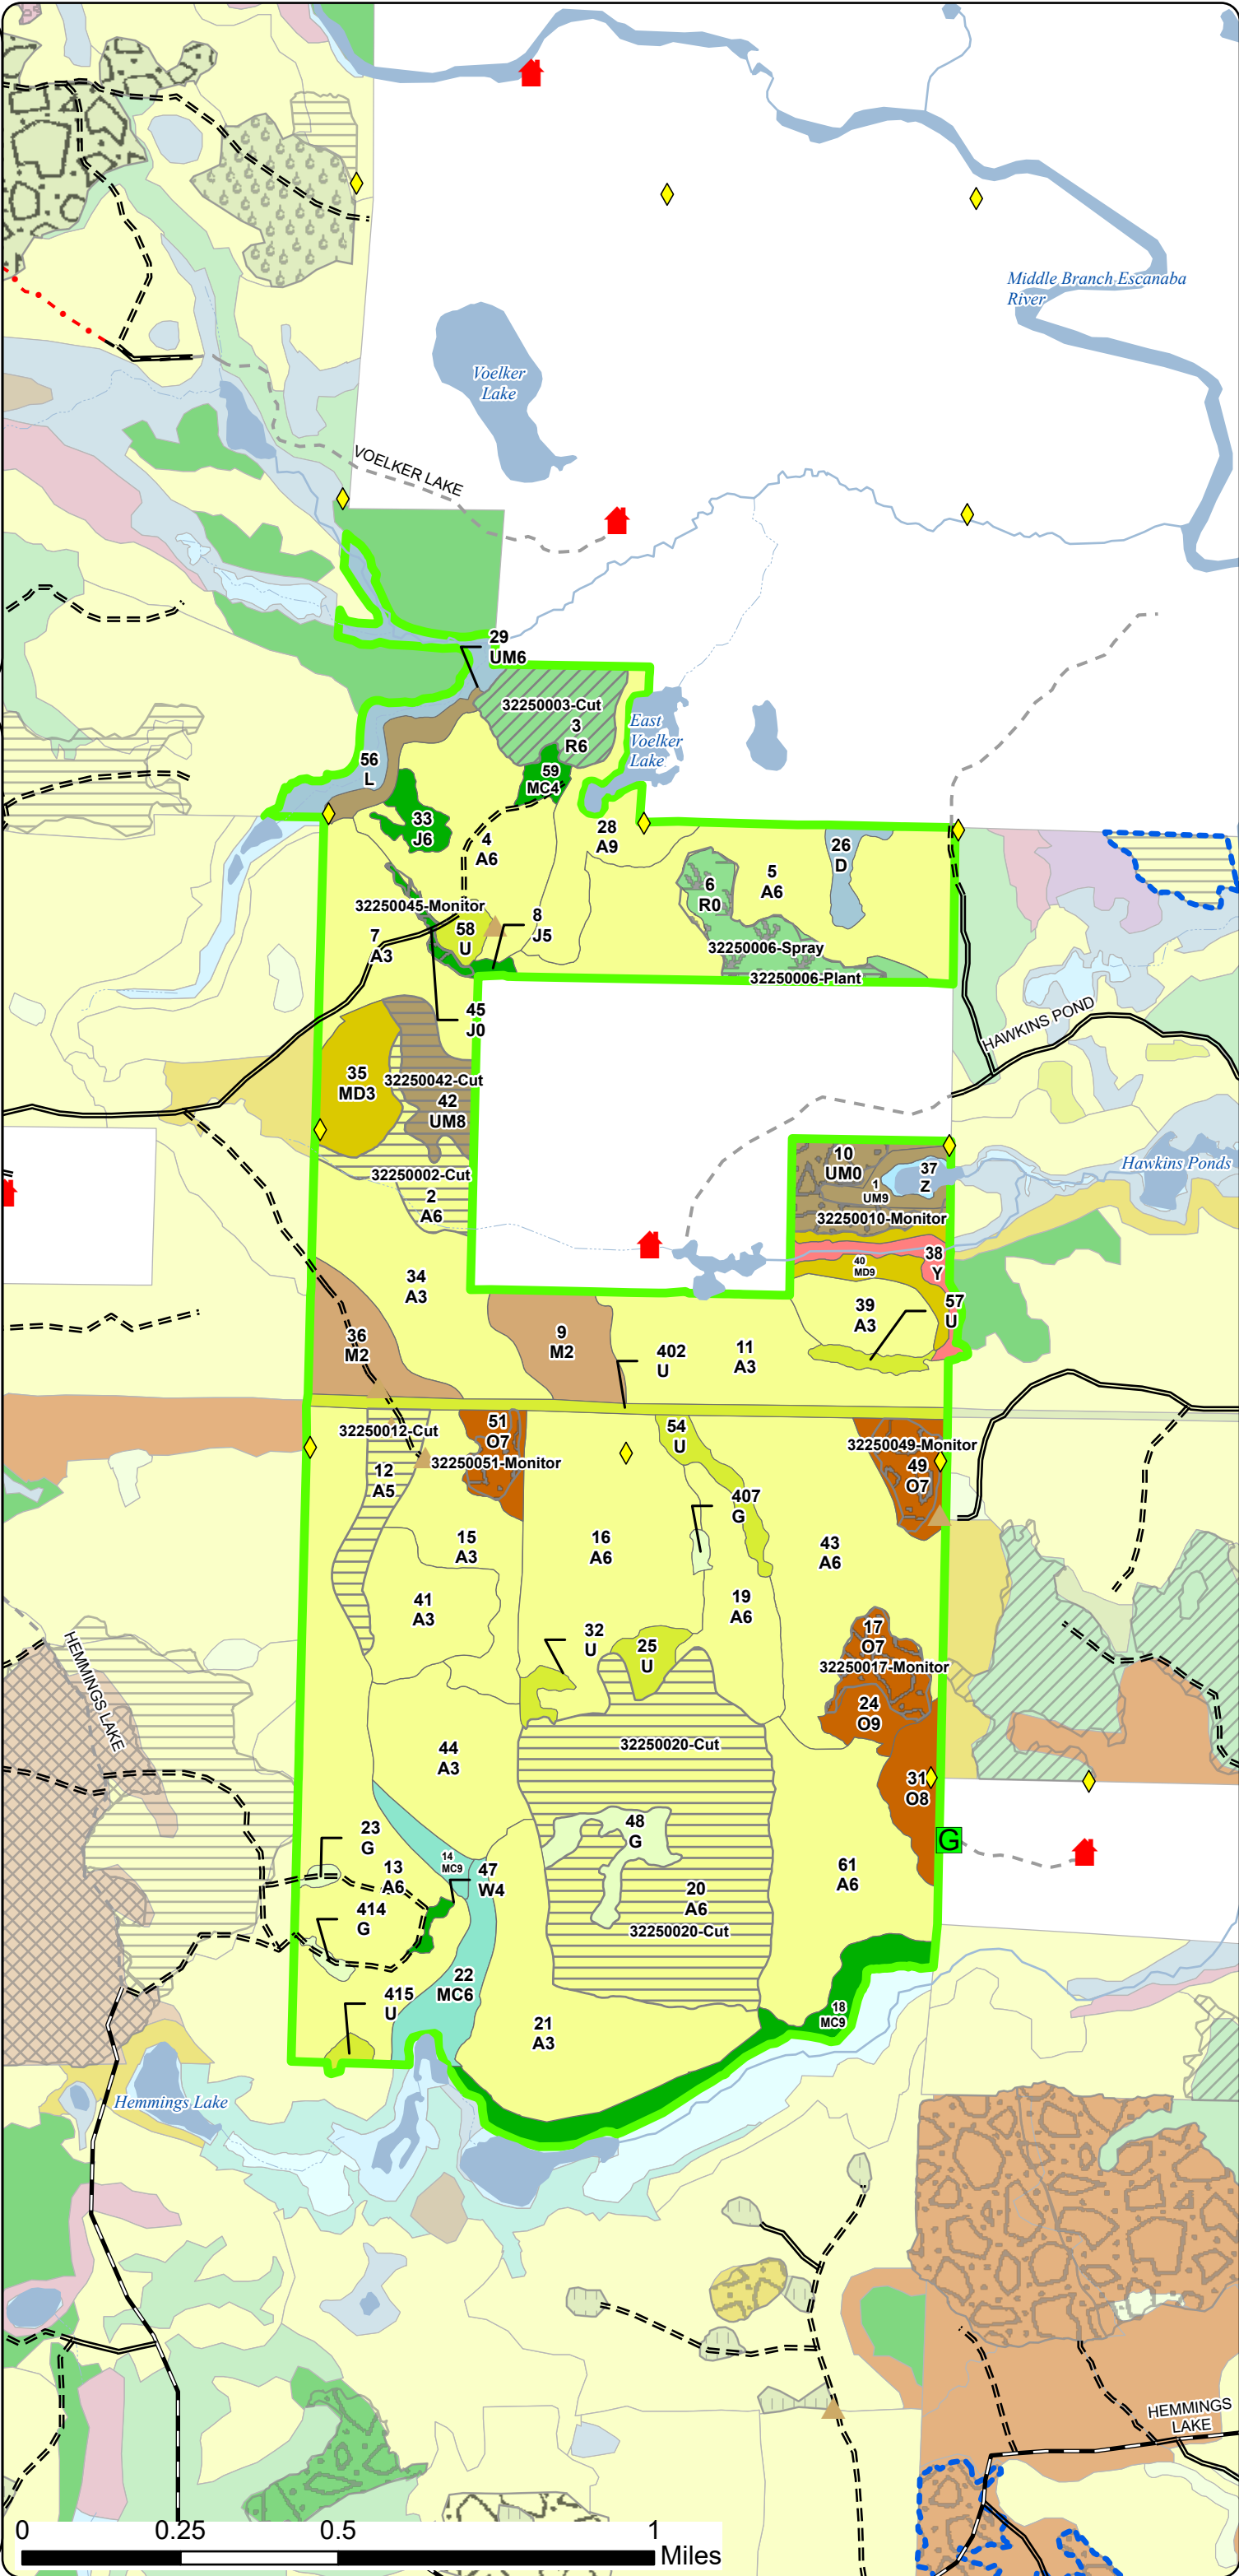 Middle Branch Escanaba
River
Voelker
Lake
VOELKER LAKE
29
UM6
32250003-Cut
3
R6
East
Voelker
Lake
56
L
59
MC4
33
J6
4
A6
28
A9
26
D
5
A6
6
R0
32250045-Monitor
8
J5
58
U
7
A3
32250006-Spray
32250006-Plant
45
J0
HAWKINS POND
35
MD3
32250042-Cut
42
UM8
10
UM0
37
Z
Hawkins Ponds
32250002-Cut
2
A6
1
UM9
32250010-Monitor
38
Y
40
MD9
34
A3
39
A3
57
U
36
M2
9
M2
402
U
11
A3
32250012-Cut
51
O7
54
U
32250049-Monitor
49
O7
32250051-Monitor
12
A5
407
G
15
A3
16
A6
43
A6
41
A3
19
A6
HEMMINGS LAKE
32
U
25
U
17
O7
32250017-Monitor
24
O9
32250020-Cut
44
A3
31
O8
23
G
48
G
G
14
MC9
13
A6
47
W4
61
A6
20
A6
32250020-Cut
414
G
22
MC6
415
U
18
MC9
21
A3
Hemmings Lake
HEMMINGS
LAKE
0 0.25 0.5 1
Miles